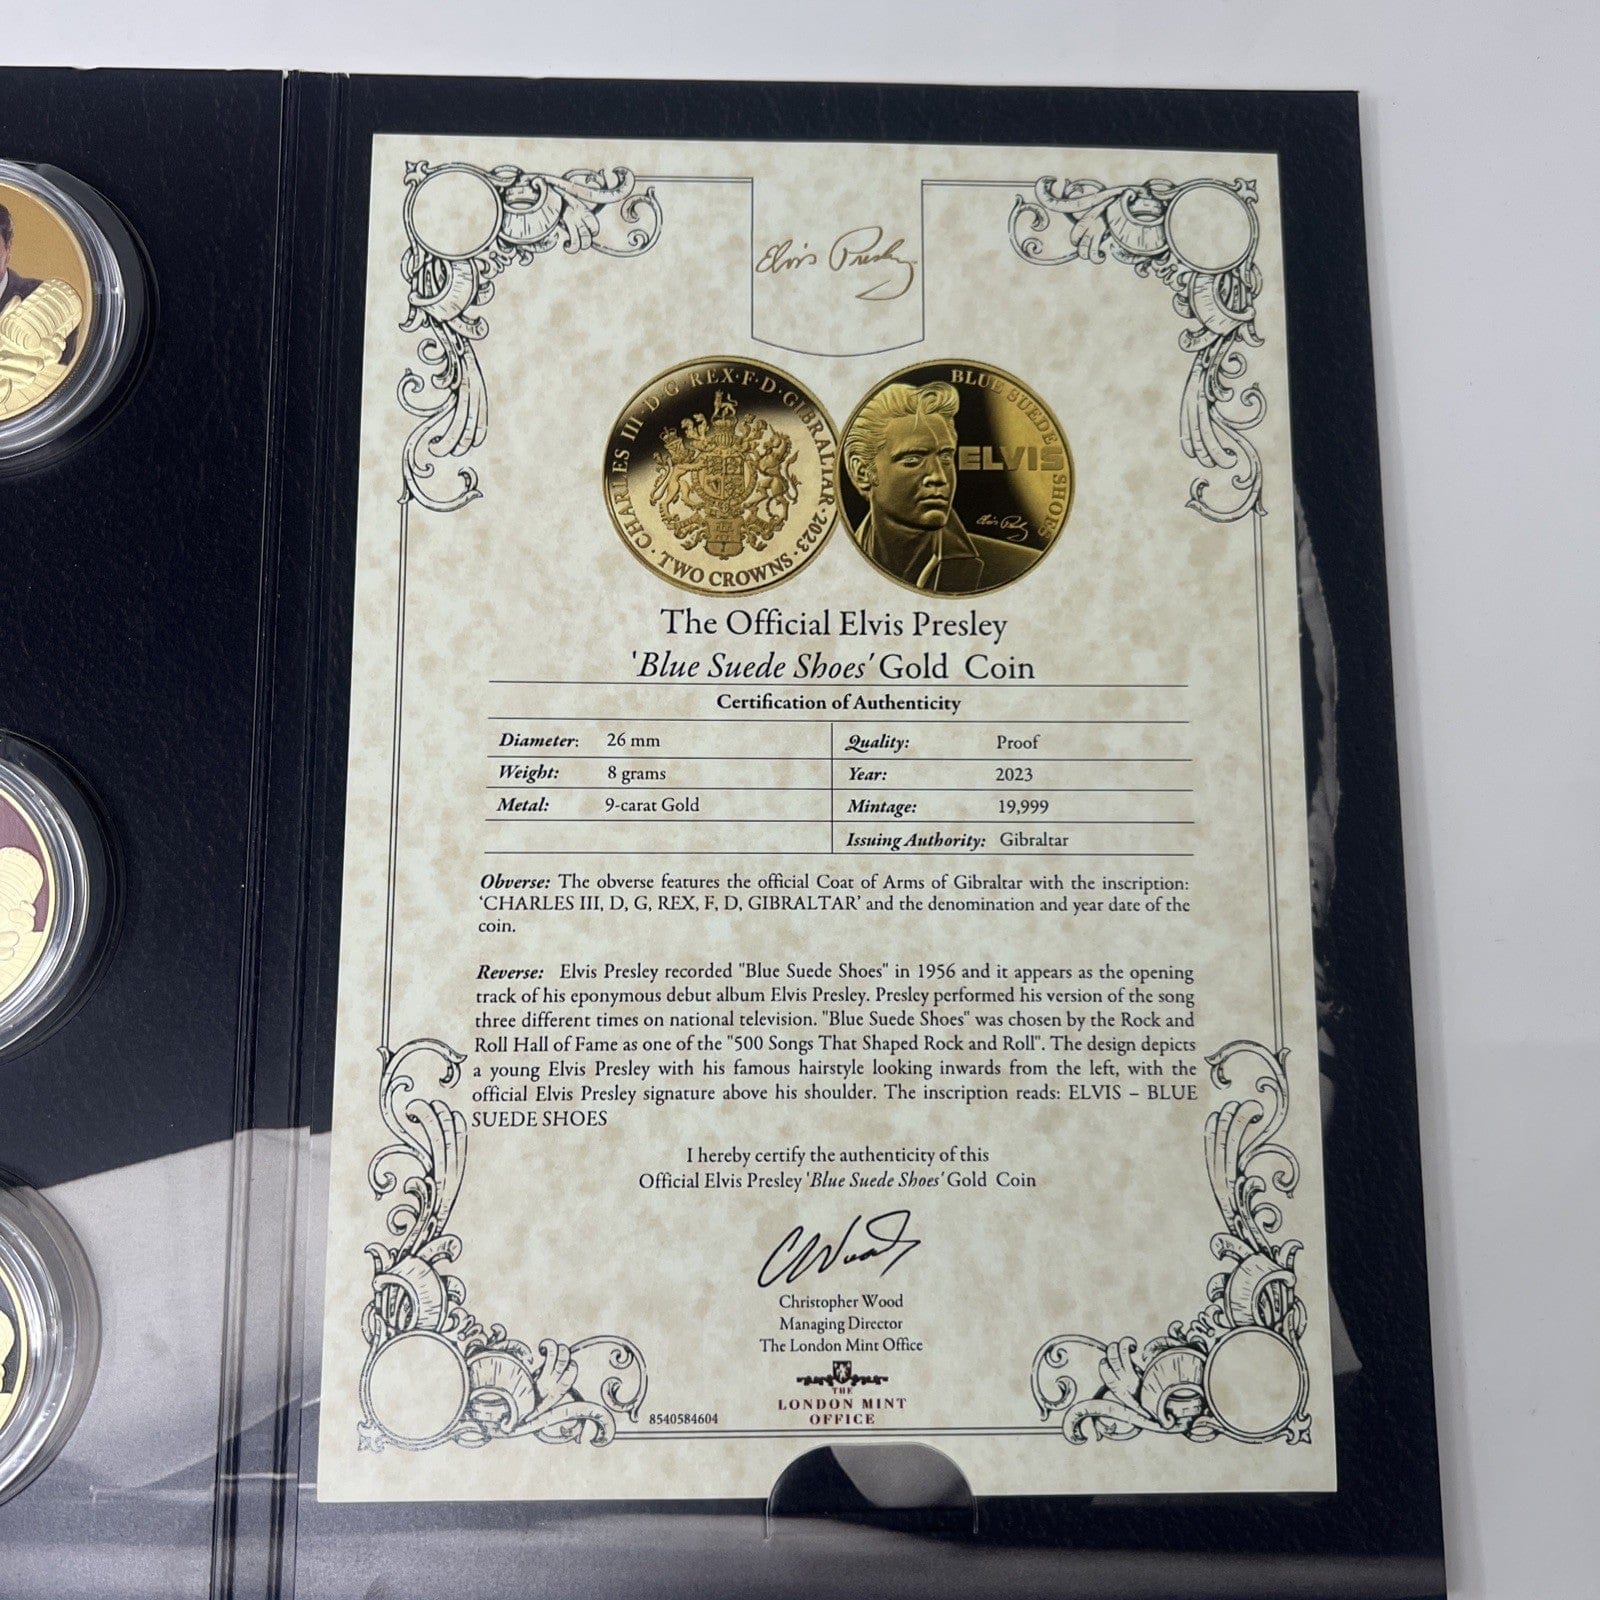 Elvis Presley
CHARLES III · D · G · REX · F · D · GIBRALTAR · 2023 ·
TWO CROWNS
BLUE SUEDE SHOES
ELVIS
Elvis Presley
The Official Elvis Presley
'Blue Suede Shoes' Gold Coin
Certification of Authenticity
Diameter: 26 mm Quality: Proof
Weight: 8 grams Year: 2023
Metal: 9-carat Gold Mintage: 19,999
Issuing Authority: Gibraltar
Obverse: The obverse features the official Coat of Arms of Gibraltar with the inscription:
‘CHARLES III, D, G, REX, F, D, GIBRALTAR’ and the denomination and year date of the
coin.
Reverse: Elvis Presley recorded "Blue Suede Shoes" in 1956 and it appears as the opening
track of his eponymous debut album Elvis Presley. Presley performed his version of the song
three different times on national television. "Blue Suede Shoes" was chosen by the Rock and
Roll Hall of Fame as one of the "500 Songs That Shaped Rock and Roll". The design depicts
a young Elvis Presley with his famous hairstyle looking inwards from the left, with the
official Elvis Presley signature above his shoulder. The inscription reads: ELVIS – BLUE
SUEDE SHOES
I hereby certify the authenticity of this
Official Elvis Presley 'Blue Suede Shoes' Gold Coin
C Wood
Christopher Wood
Managing Director
The London Mint Office
THE
LONDON MINT
OFFICE
8540584604